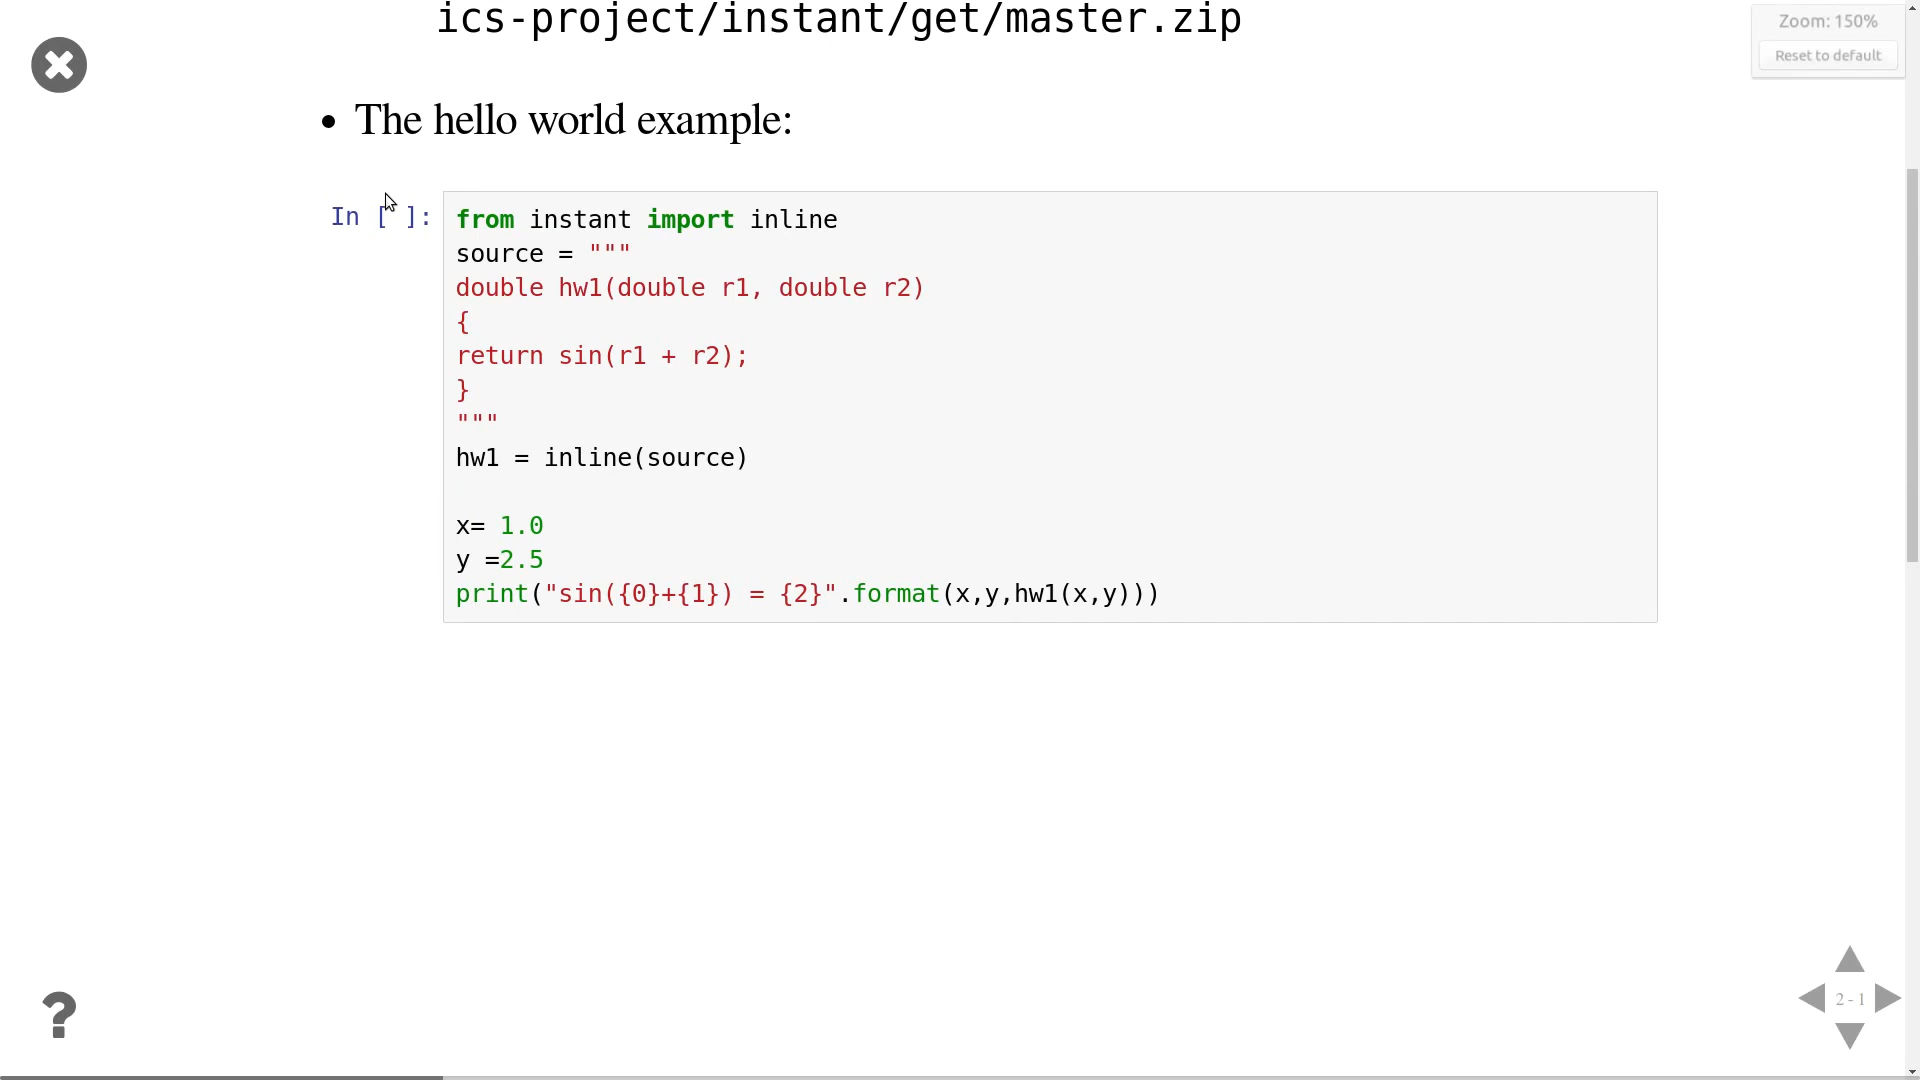 ics-project/instant/get/master.zip
Zoom: 150%
Reset to default
• The hello world example:
In [ ]:
from instant import inline
source = """
double hw1(double r1, double r2)
{
return sin(r1 + r2);
}
"""
hw1 = inline(source)
x= 1.0
y =2.5
print("sin({0}+{1}) = {2}".format(x,y,hw1(x,y)))
?
2 - 1